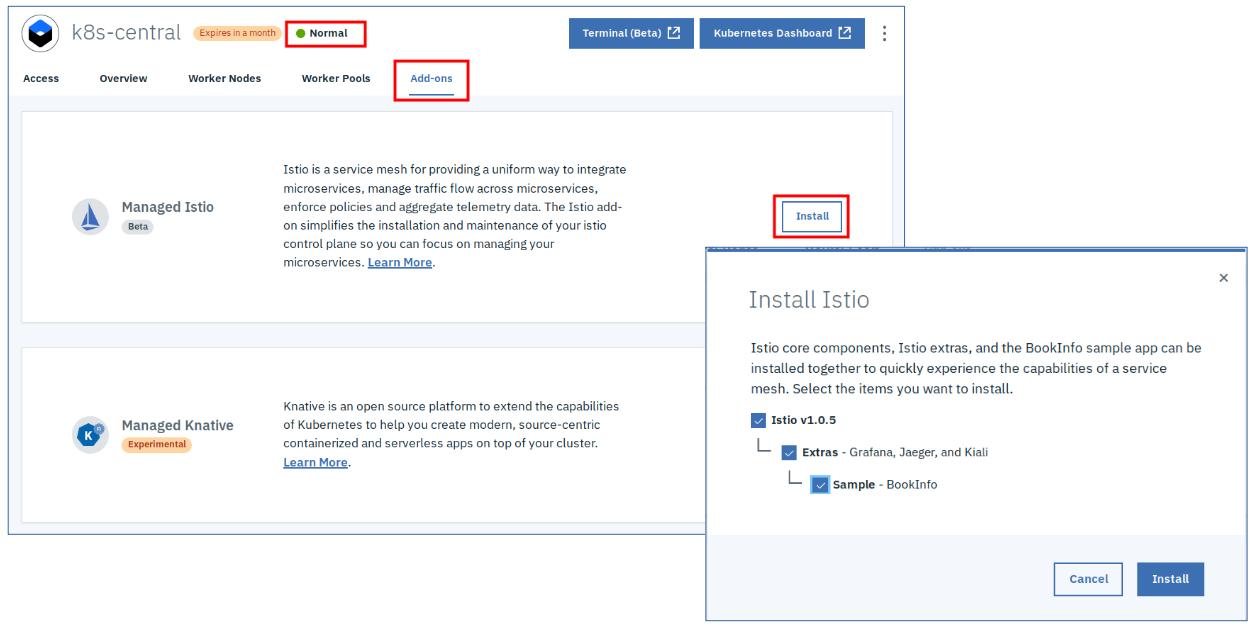 k8s-central
Expires in a month
Normal
Terminal (Beta)
Kubernetes Dashboard
Access
Overview
Worker Nodes
Worker Pools
Add-ons
Managed Istio
Beta
Istio is a service mesh for providing a uniform way to integrate
microservices, manage traffic flow across microservices,
enforce policies and aggregate telemetry data. The Istio add-
on simplifies the installation and maintenance of your istio
control plane so you can focus on managing your
microservices. Learn More.
Install
Managed Knative
Experimental
Knative is an open source platform to extend the capabilities
of Kubernetes to help you create modern, source-centric
containerized and serverless apps on top of your cluster.
Learn More.
Install Istio
Istio core components, Istio extras, and the BookInfo sample app can be
installed together to quickly experience the capabilities of a service
mesh. Select the items you want to install.
Istio v1.0.5
Extras - Grafana, Jaeger, and Kiali
Sample - BookInfo
Cancel
Install